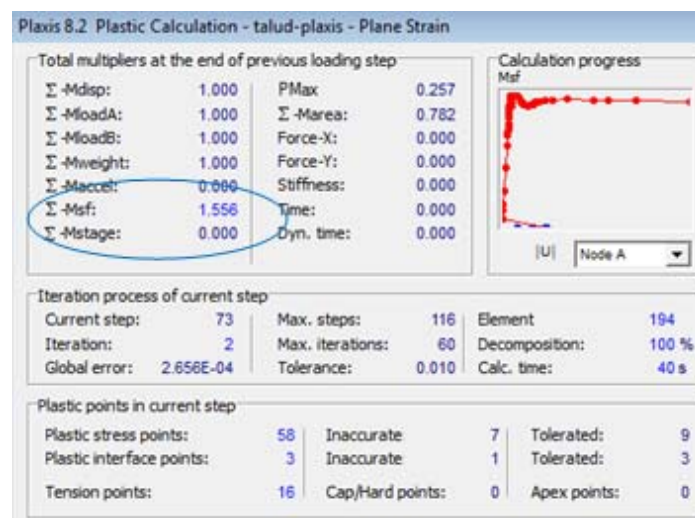 Plaxis 8.2 Plastic Calculation - talud-plaxis - Plane Strain
Total multipliers at the end of previous loading step
Σ -Mdisp: 1.000 PMax 0.257
Σ -MloadA: 1.000 Σ -Marea: 0.782
Σ -MloadB: 1.000 Force-X: 0.000
Σ -Mweight: 1.000 Force-Y: 0.000
Σ -Maccel: 0.000 Stiffness: 0.000
Σ -Msf: 1.556 Time: 0.000
Σ -Mstage: 0.000 Dyn. time: 0.000
Calculation progress
Msf
|U| Node A
Iteration process of current step
Current step: 73 Max. steps: 116 Element 194
Iteration: 2 Max. iterations: 60 Decomposition: 100 %
Global error: 2.656E-04 Tolerance: 0.010 Calc. time: 40 s
Plastic points in current step
Plastic stress points: 58 Inaccurate 7 Tolerated: 9
Plastic interface points: 3 Inaccurate 1 Tolerated: 3
Tension points: 16 Cap/Hard points: 0 Apex points: 0